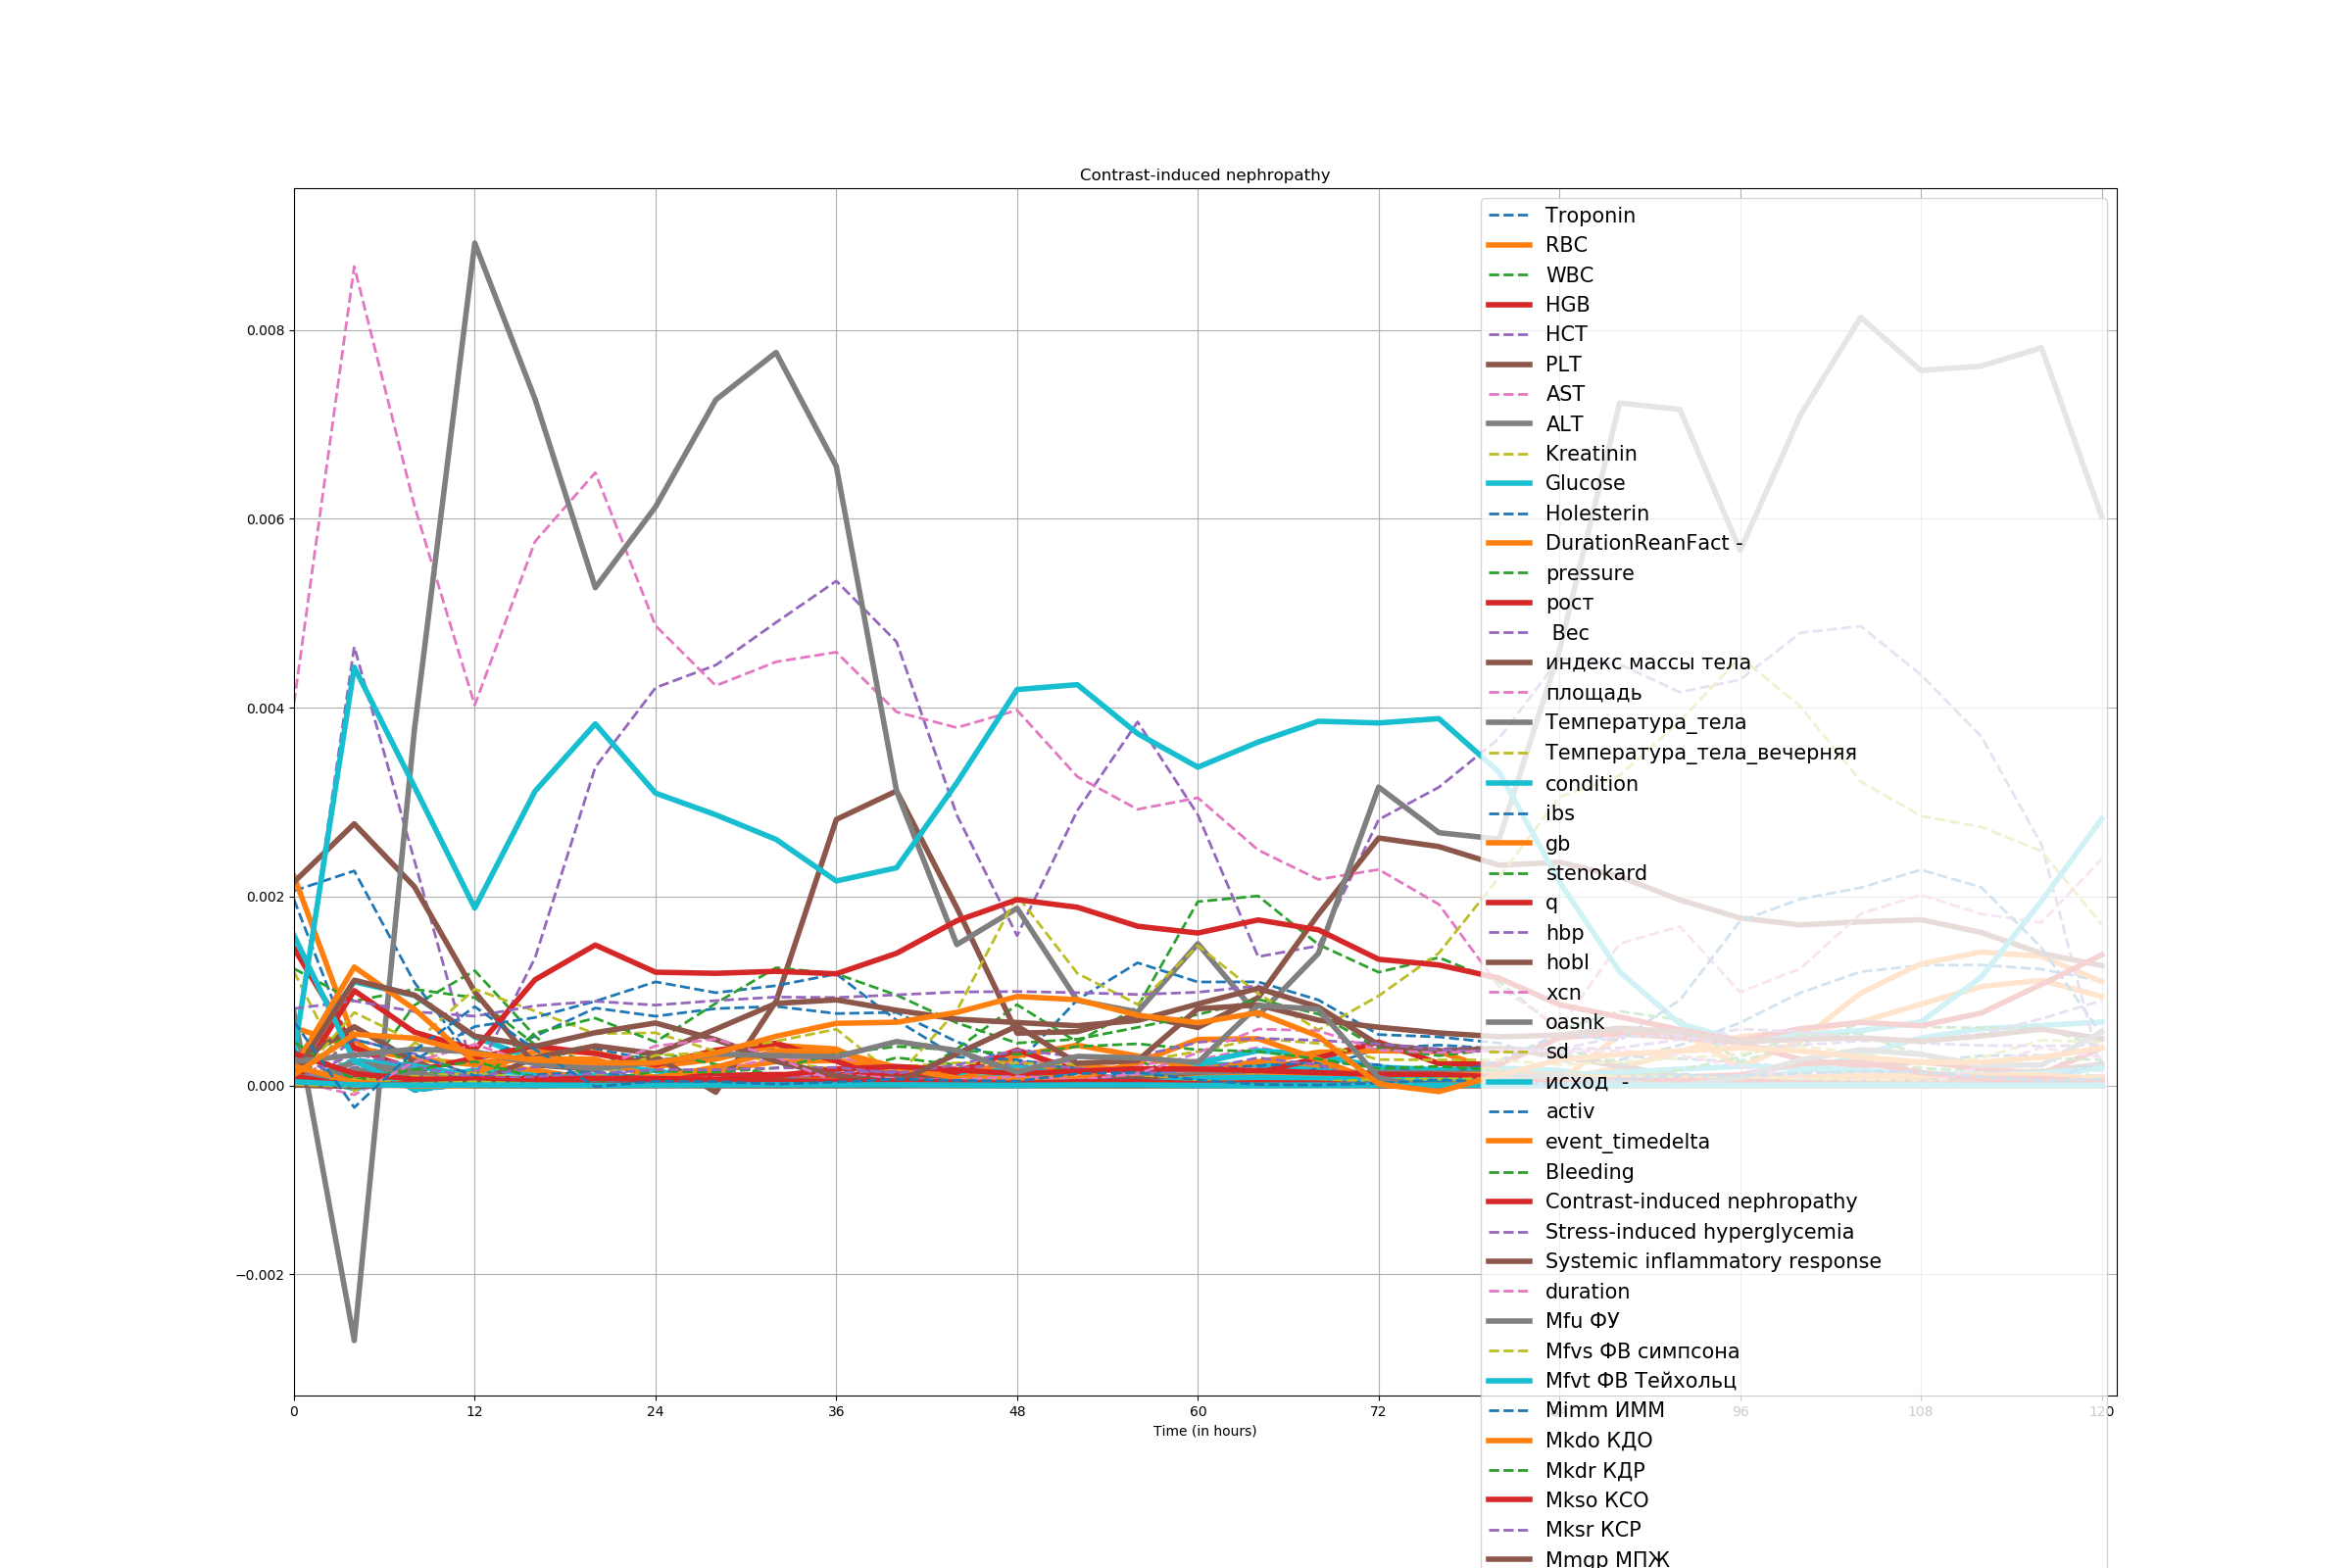 Contrast-induced nephropathy
0.008
0.006
0.004
0.002
0.000
−0.002
0 12 24 36 48 60 72 96 108 120
Time (in hours)
Troponin
RBC
WBC
HGB
HCT
PLT
AST
ALT
Kreatinin
Glucose
Holesterin
DurationReanFact -
pressure
рост
Вес
индекс массы тела
площадь
Температура_тела
Температура_тела_вечерняя
condition
ibs
gb
stenokard
q
hbp
hobl
xcn
oasnk
sd
исход -
activ
event_timedelta
Bleeding
Contrast-induced nephropathy
Stress-induced hyperglycemia
Systemic inflammatory response
duration
Mfu ФУ
Mfvs ФВ симпсона
Mfvt ФВ Тейхольц
Mimm ИММ
Mkdo КДО
Mkdr КДР
Mkso КСО
Mksr КСР
Mmgp МПЖ